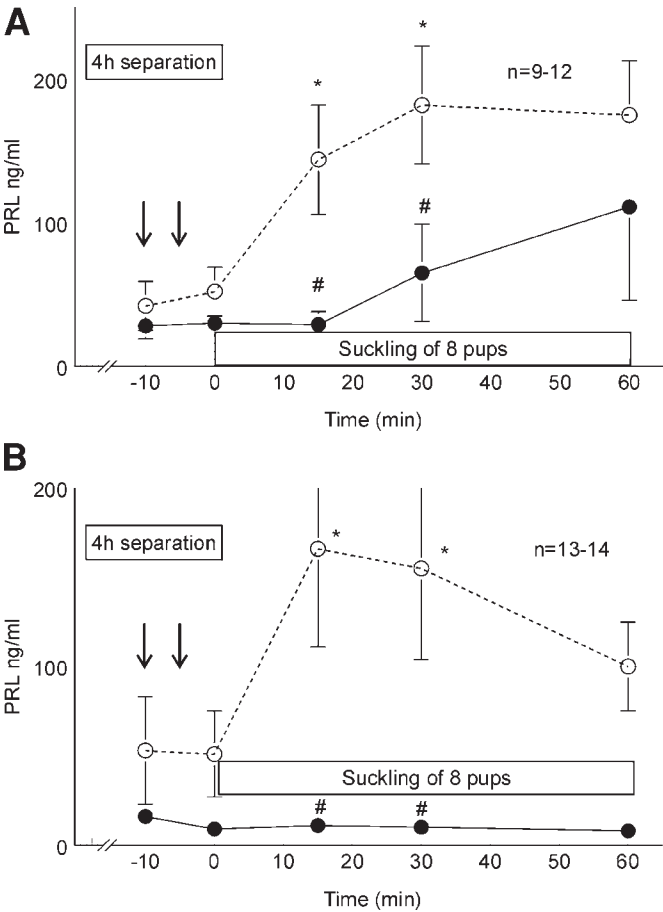 A
4h separation
n=9-12
*
*
#
#
PRL ng/ml
200
100
0
Suckling of 8 pups
-10 0 10 20 30 40 50 60
Time (min)
B
4h separation
n=13-14
*
*
#
#
PRL ng/ml
200
100
0
Suckling of 8 pups
-10 0 10 20 30 40 50 60
Time (min)